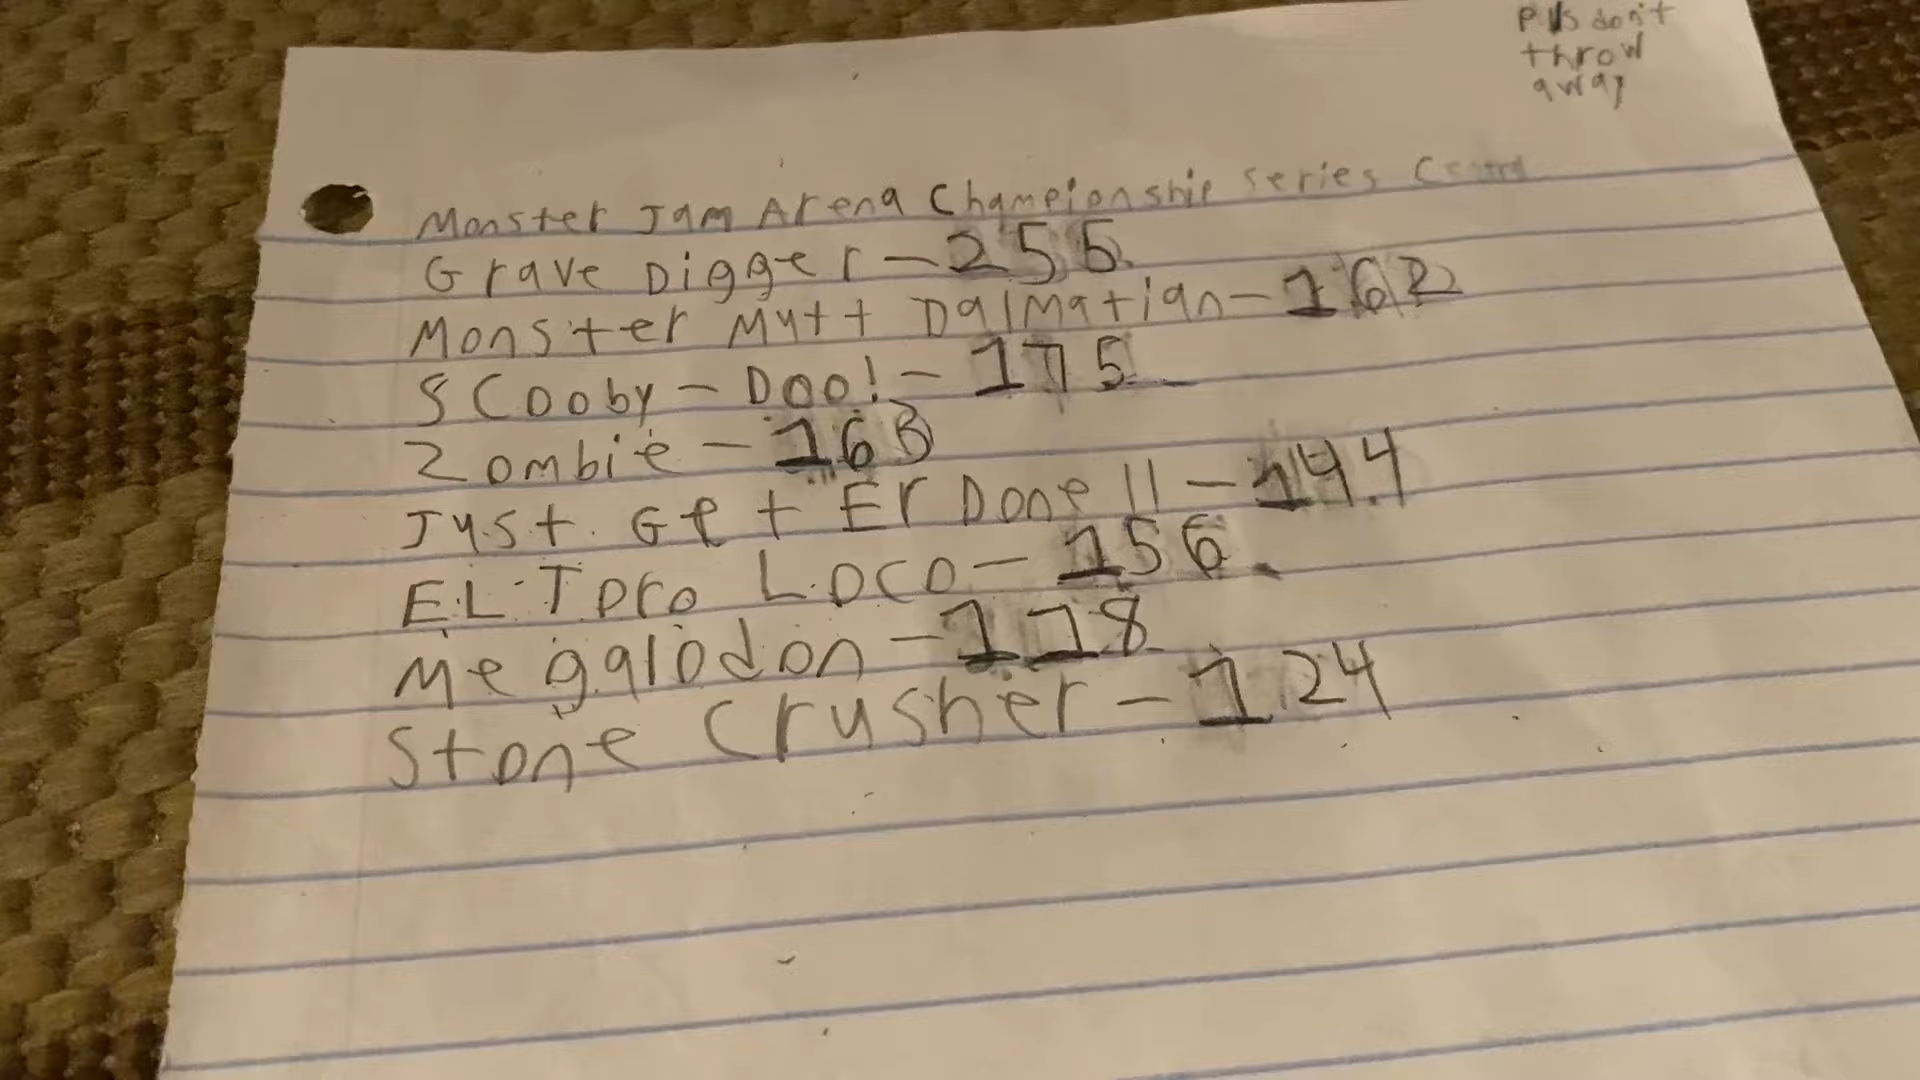 Pls don't
throw
away
Monster Jam Arena Championship Series
Grave Digger - 255
Monster Mutt Dalmatian - 162
Scooby-Doo! - 175
Zombie - 163
Just Get Er Done !! - 144
El Toro Loco - 156
Megalodon - 118
Stone Crusher - 124